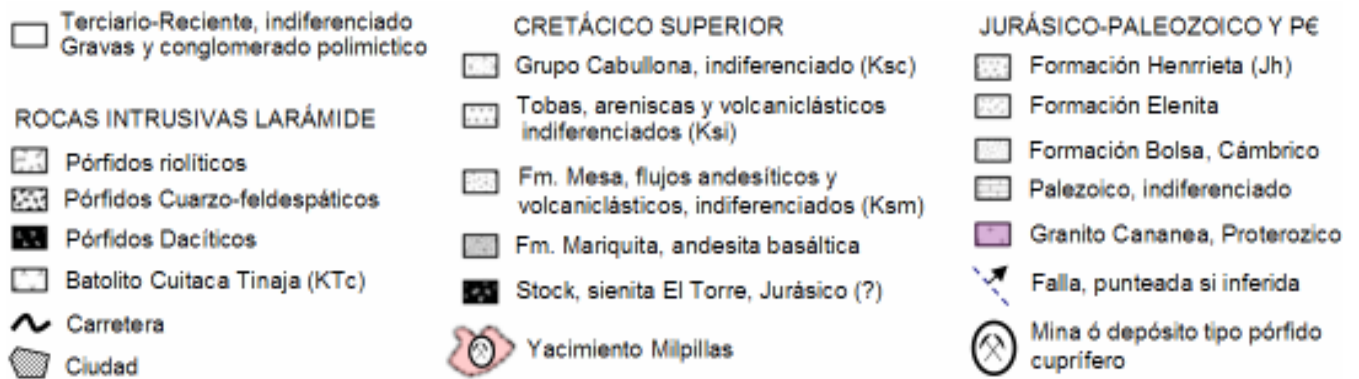 Terciario-Reciente, indiferenciado
Gravas y conglomerado polimictico
ROCAS INTRUSIVAS LARÁMIDE
Pórfidos riolíticos
Pórfidos Cuarzo-feldespáticos
Pórfidos Dacíticos
Batolito Cuitaca Tinaja (KTc)
Carretera
Ciudad
CRETÁCICO SUPERIOR
Grupo Cabullona, indiferenciado (Ksc)
Tobas, areniscas y volcaniclásticos
indiferenciados (Ksi)
Fm. Mesa, flujos andesíticos y
volcaniclásticos, indiferenciados (Ksm)
Fm. Mariquita, andesita basáltica
Stock, sienita El Torre, Jurásico (?)
Yacimiento Milpillas
JURÁSICO-PALEOZOICO Y P€
Formación Henrrieta (Jh)
Formación Elenita
Formación Bolsa, Cámbrico
Palezoico, indiferenciado
Granito Cananea, Proterozico
Falla, punteada si inferida
Mina ó depósito tipo pórfido
cuprífero